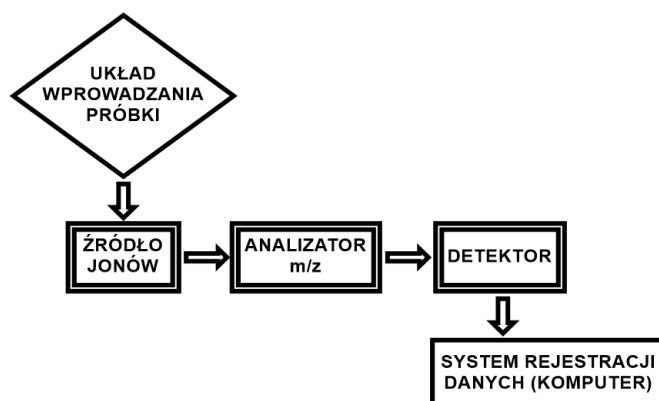 UKŁAD
WPROWADZANIA
PRÓBKI
ŹRÓDŁO
JONÓW
ANALIZATOR
m/z
DETEKTOR
SYSTEM REJESTRACJI
DANYCH (KOMPUTER)